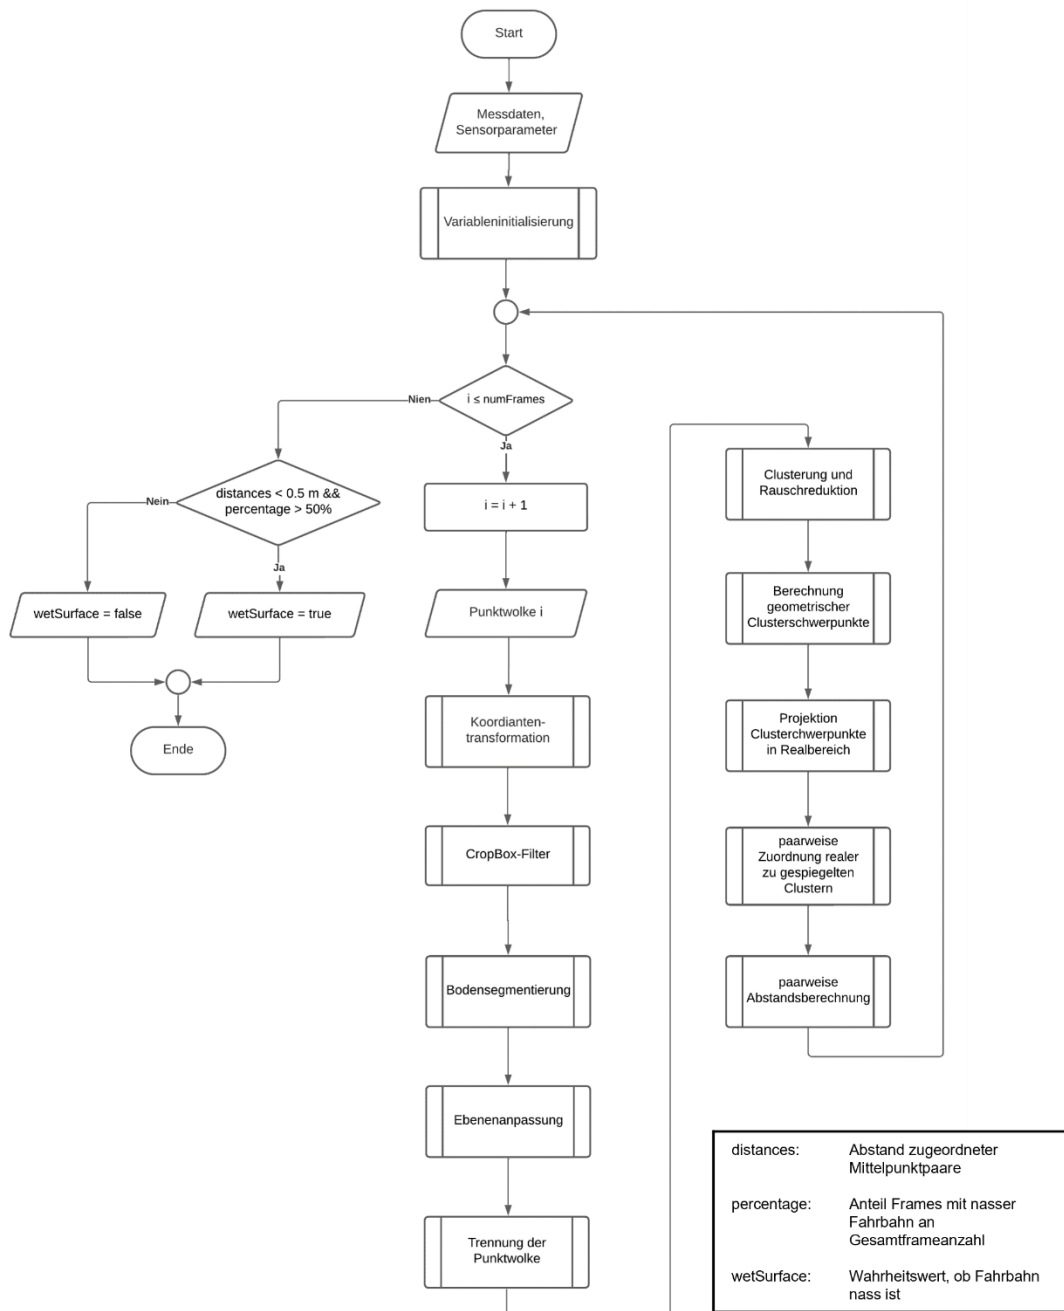 Start
Messdaten,
Sensorparameter
Variableninitialisierung
i ≤ numFrames
Nien
Ja
distances < 0.5 m &&
percentage > 50%
Nein
Ja
wetSurface = false
wetSurface = true
Ende
i = i + 1
Punktwolke i
Koordianten-
transformation
CropBox-Filter
Bodensegmentierung
Ebenenanpassung
Trennung der
Punktwolke
Clusterung und
Rauschreduktion
Berechnung
geometrischer
Clusterschwerpunkte
Projektion
Clusterchwerpunkte
in Realbereich
paarweise
Zuordnung realer
zu gespiegelten
Clustern
paarweise
Abstandsberechnung
distances: Abstand zugeordneter
Mittelpunktpaare
percentage: Anteil Frames mit nasser
Fahrbahn an
Gesamtframeanzahl
wetSurface: Wahrheitswert, ob Fahrbahn
nass ist